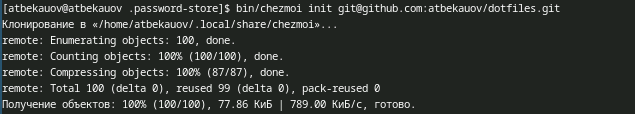 [atbekauov@atbekauov .password-store]$ bin/chezmoi init git@github.com:atbekauov/dotfiles.git
Клонирование в «/home/atbekauov/.local/share/chezmoi»...
remote: Enumerating objects: 100, done.
remote: Counting objects: 100% (100/100), done.
remote: Compressing objects: 100% (87/87), done.
remote: Total 100 (delta 0), reused 99 (delta 0), pack-reused 0
Получение объектов: 100% (100/100), 77.86 КиБ | 789.00 КиБ/с, готово.